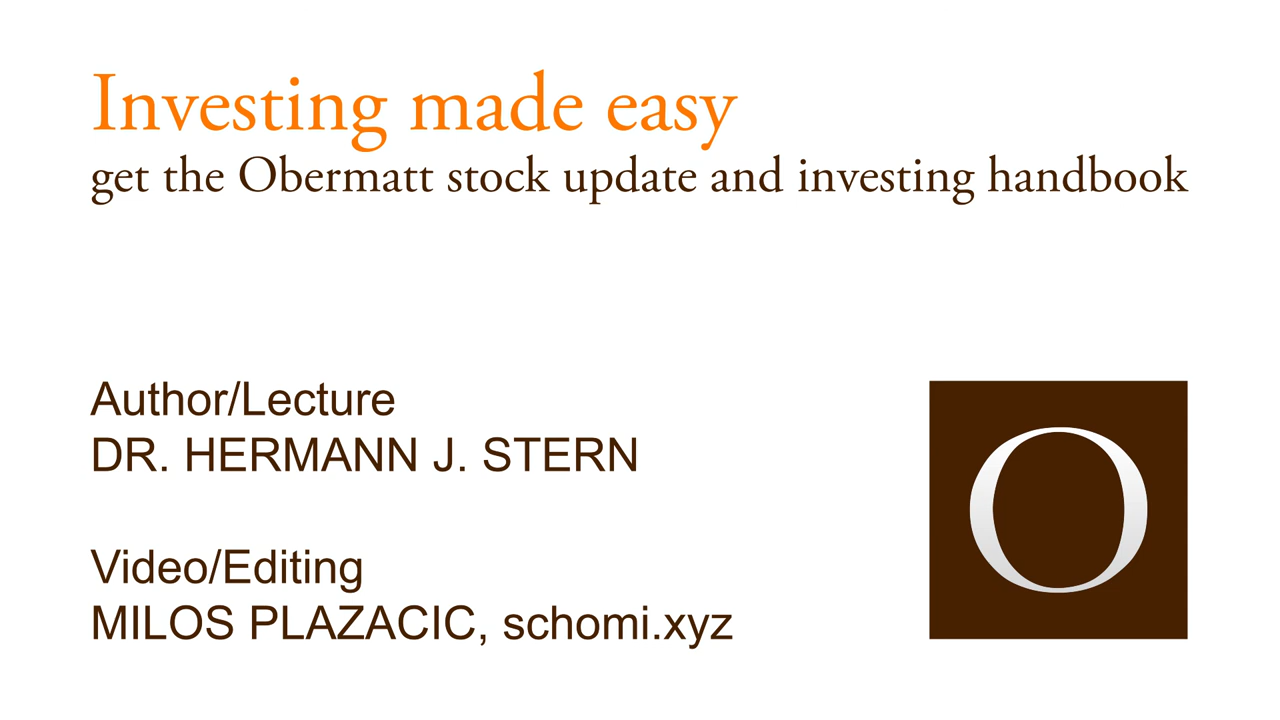 Investing made easy
get the Obermatt stock update and investing handbook
Author/Lecture
DR. HERMANN J. STERN
Video/Editing
MILOS PLAZACIC, schomi.xyz
O